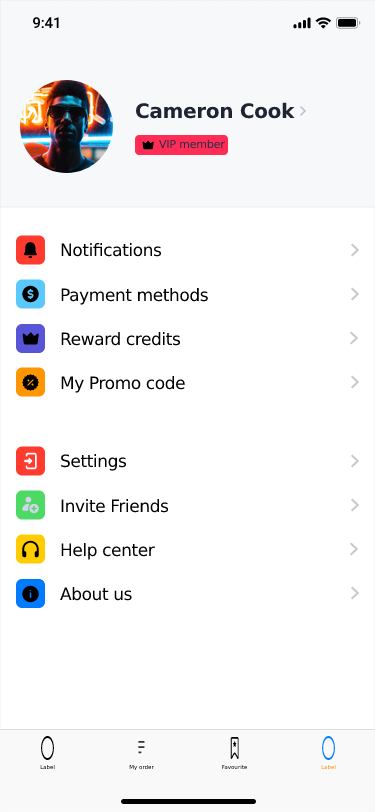 9:41
Cameron Cook
VIP member
Notifications
Payment methods
Reward credits
My Promo code
Settings
Invite Friends
Help center
About us
Label
My order
Favourite
Label